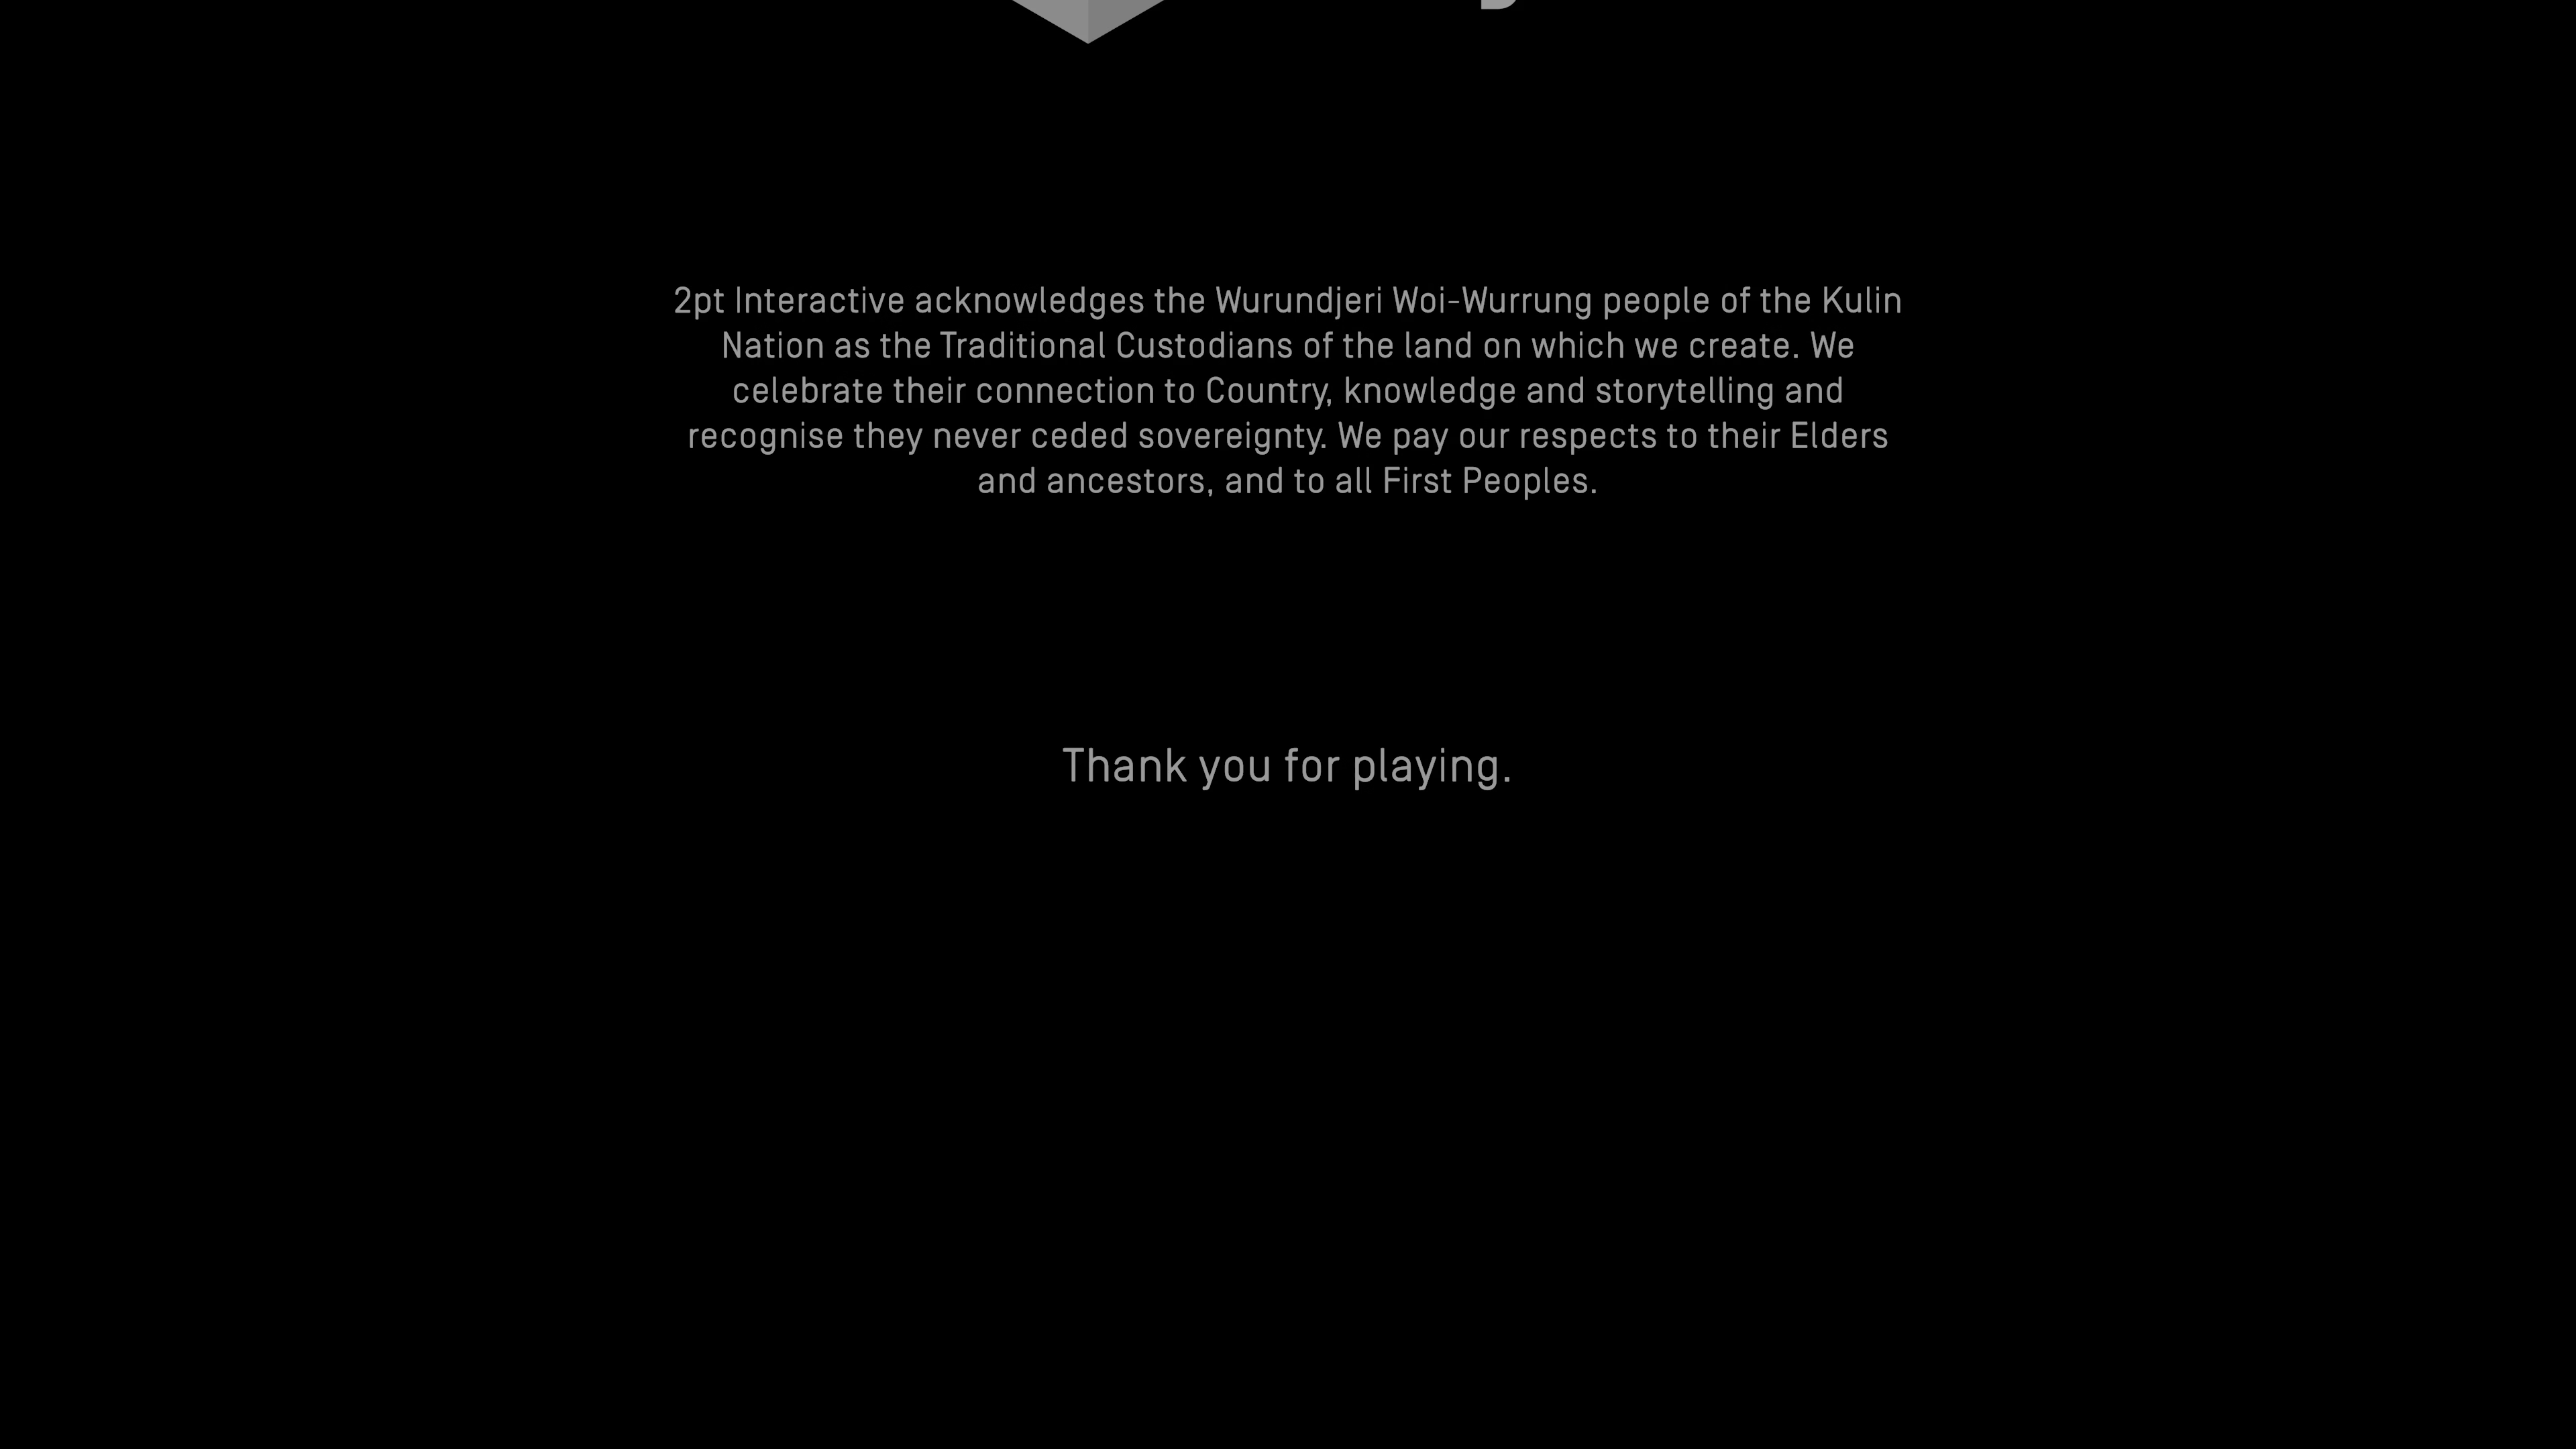 2pt Interactive acknowledges the Wurundjeri Woi-Wurrung people of the Kulin
Nation as the Traditional Custodians of the land on which we create. We
celebrate their connection to Country, knowledge and storytelling and
recognise they never ceded sovereignty. We pay our respects to their Elders
and ancestors, and to all First Peoples.
Thank you for playing.